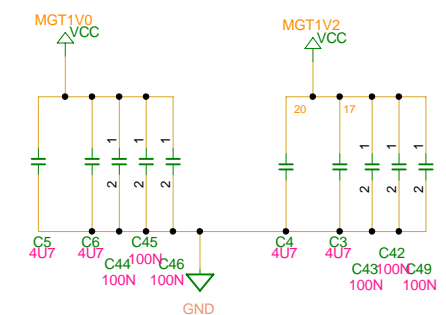 MGT1V0
VCC
MGT1V2
VCC
20
17
1
1
1
1
1
1
2
2
2
2
2
2
C5
4U7
C6
4U7
C45
100N
C44
100N
C46
100N
C4
4U7
C3
4U7
C42
100N
C43
100N
C49
100N
GND